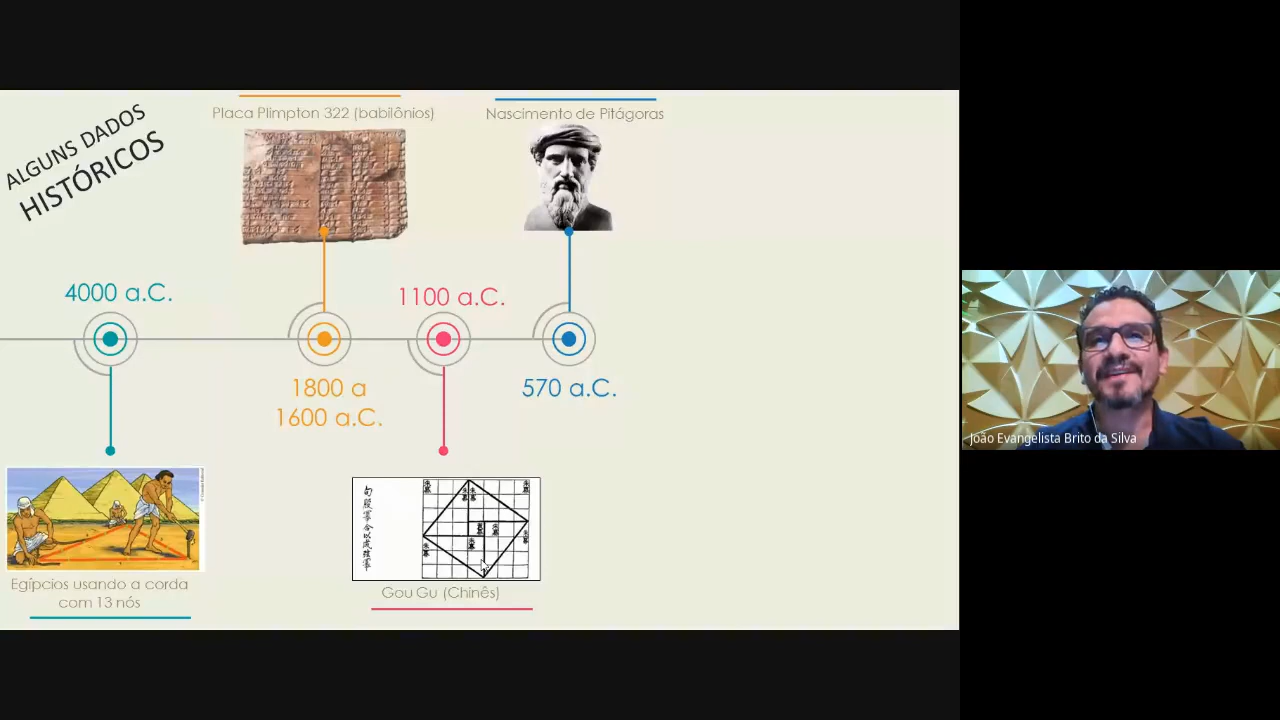 ALGUNS DADOS
HISTÓRICOS
Placa Plimpton 322 (babilônios)
Nascimento de Pitágoras
4000 a.C.
1100 a.C.
1800 a
1600 a.C.
570 a.C.
Egípcios usando a corda
com 13 nós
Gou Gu (Chinês)
João Evangelista Brito da Silva